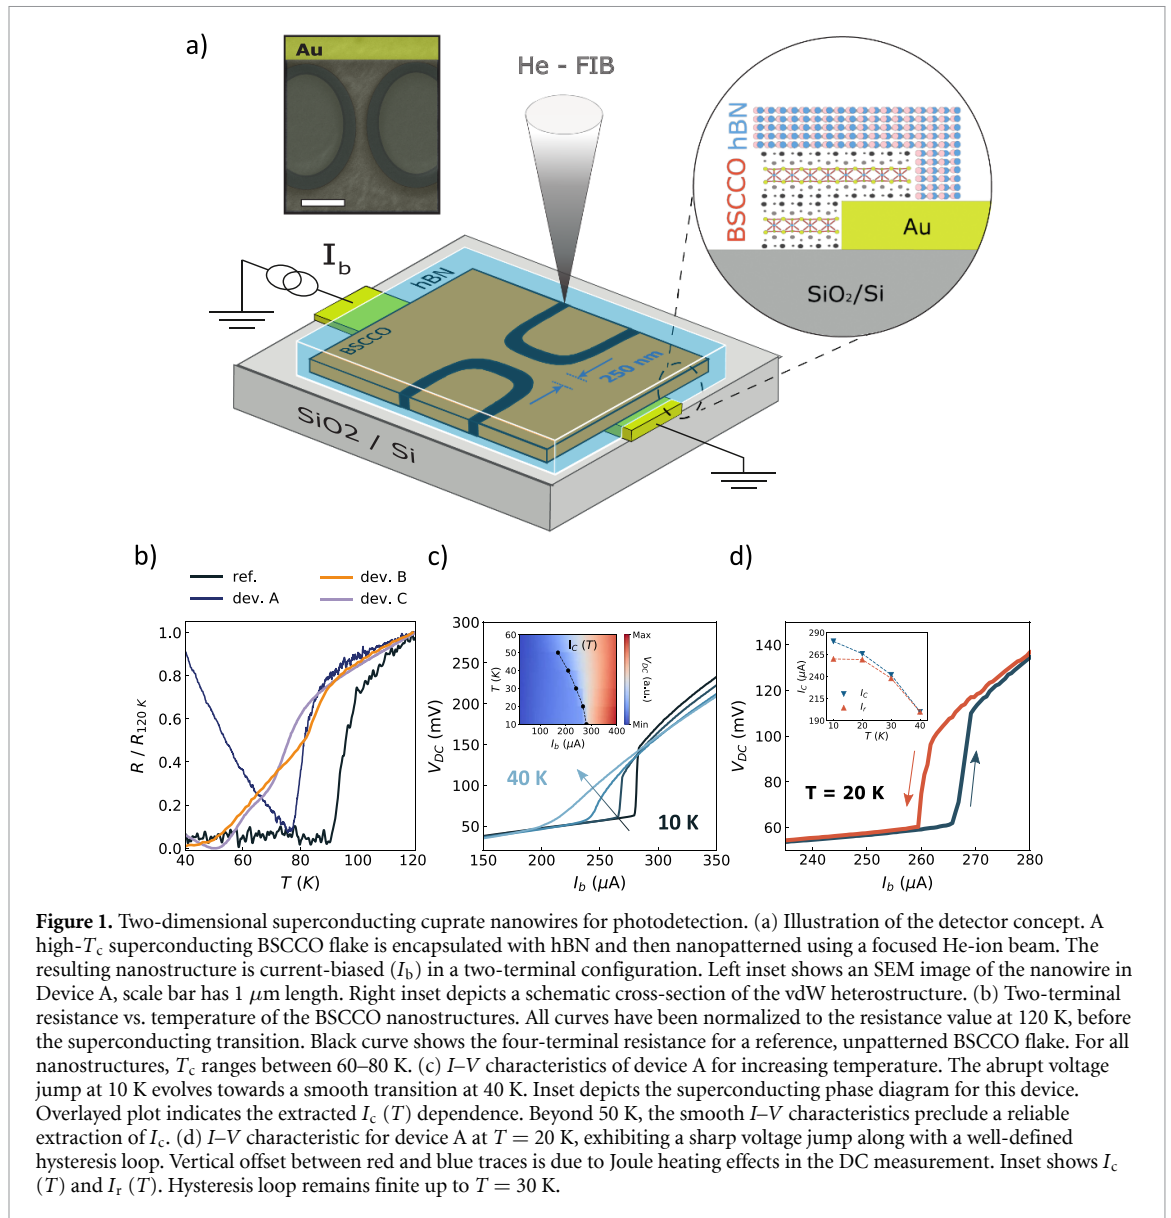 a)
Au
He - FIB
hBN
BSCCO
Au
SiO₂/Si
I_b
hBN
BSCCO
250 nm
SiO2 / Si
b)
c)
d)
ref.
dev. B
dev. A
dev. C
1.0
0.8
0.6
0.4
0.2
0.0
R / R_{120 K}
40
60
80
100
120
T (K)
300
250
200
150
100
50
V_{DC} (mV)
60
50
40
30
20
10
T (K)
I_C (T)
0
200
400
I_b (μA)
Max
Min
V_{DC} (a.u.)
40 K
10 K
150
200
250
300
350
I_b (μA)
140
120
100
80
60
V_{DC} (mV)
290
265
240
215
190
I_c (μA)
I_C
I_r
10
20
30
40
T (K)
T = 20 K
240
250
260
270
280
I_b (μA)
Figure 1. Two-dimensional superconducting cuprate nanowires for photodetection. (a) Illustration of the detector concept. A
high-T_c superconducting BSCCO flake is encapsulated with hBN and then nanopatterned using a focused He-ion beam. The
resulting nanostructure is current-biased (I_b) in a two-terminal configuration. Left inset shows an SEM image of the nanowire in
Device A, scale bar has 1 μm length. Right inset depicts a schematic cross-section of the vdW heterostructure. (b) Two-terminal
resistance vs. temperature of the BSCCO nanostructures. All curves have been normalized to the resistance value at 120 K, before
the superconducting transition. Black curve shows the four-terminal resistance for a reference, unpatterned BSCCO flake. For all
nanostructures, T_c ranges between 60–80 K. (c) I–V characteristics of device A for increasing temperature. The abrupt voltage
jump at 10 K evolves towards a smooth transition at 40 K. Inset depicts the superconducting phase diagram for this device.
Overlayed plot indicates the extracted I_c (T) dependence. Beyond 50 K, the smooth I–V characteristics preclude a reliable
extraction of I_c. (d) I–V characteristic for device A at T = 20 K, exhibiting a sharp voltage jump along with a well-defined
hysteresis loop. Vertical offset between red and blue traces is due to Joule heating effects in the DC measurement. Inset shows I_c
(T) and I_r (T). Hysteresis loop remains finite up to T = 30 K.